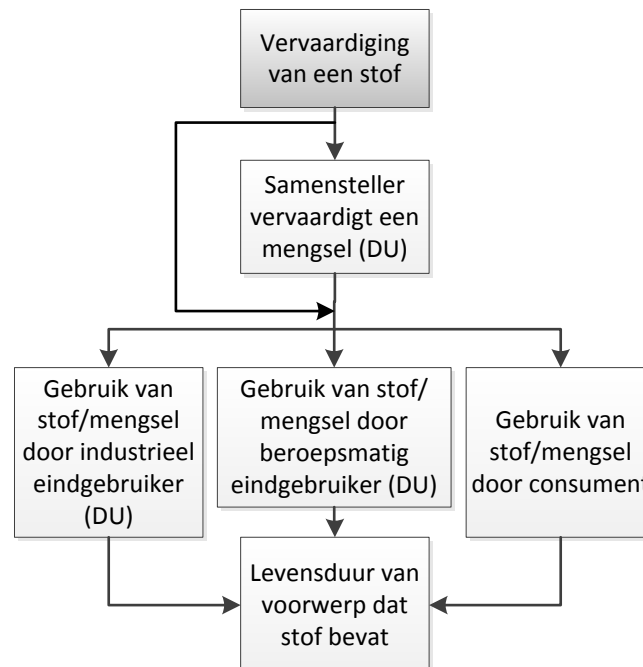 Vervaardiging
van een stof
Samensteller
vervaardigt een
mengsel (DU)
Gebruik van
stof/mengsel
door industrieel
eindgebruiker
(DU)
Gebruik van stof/
mengsel door
beroepsmatig
eindgebruiker (DU)
Gebruik van
stof/mengsel
door consument
Levensduur van
voorwerp dat
stof bevat